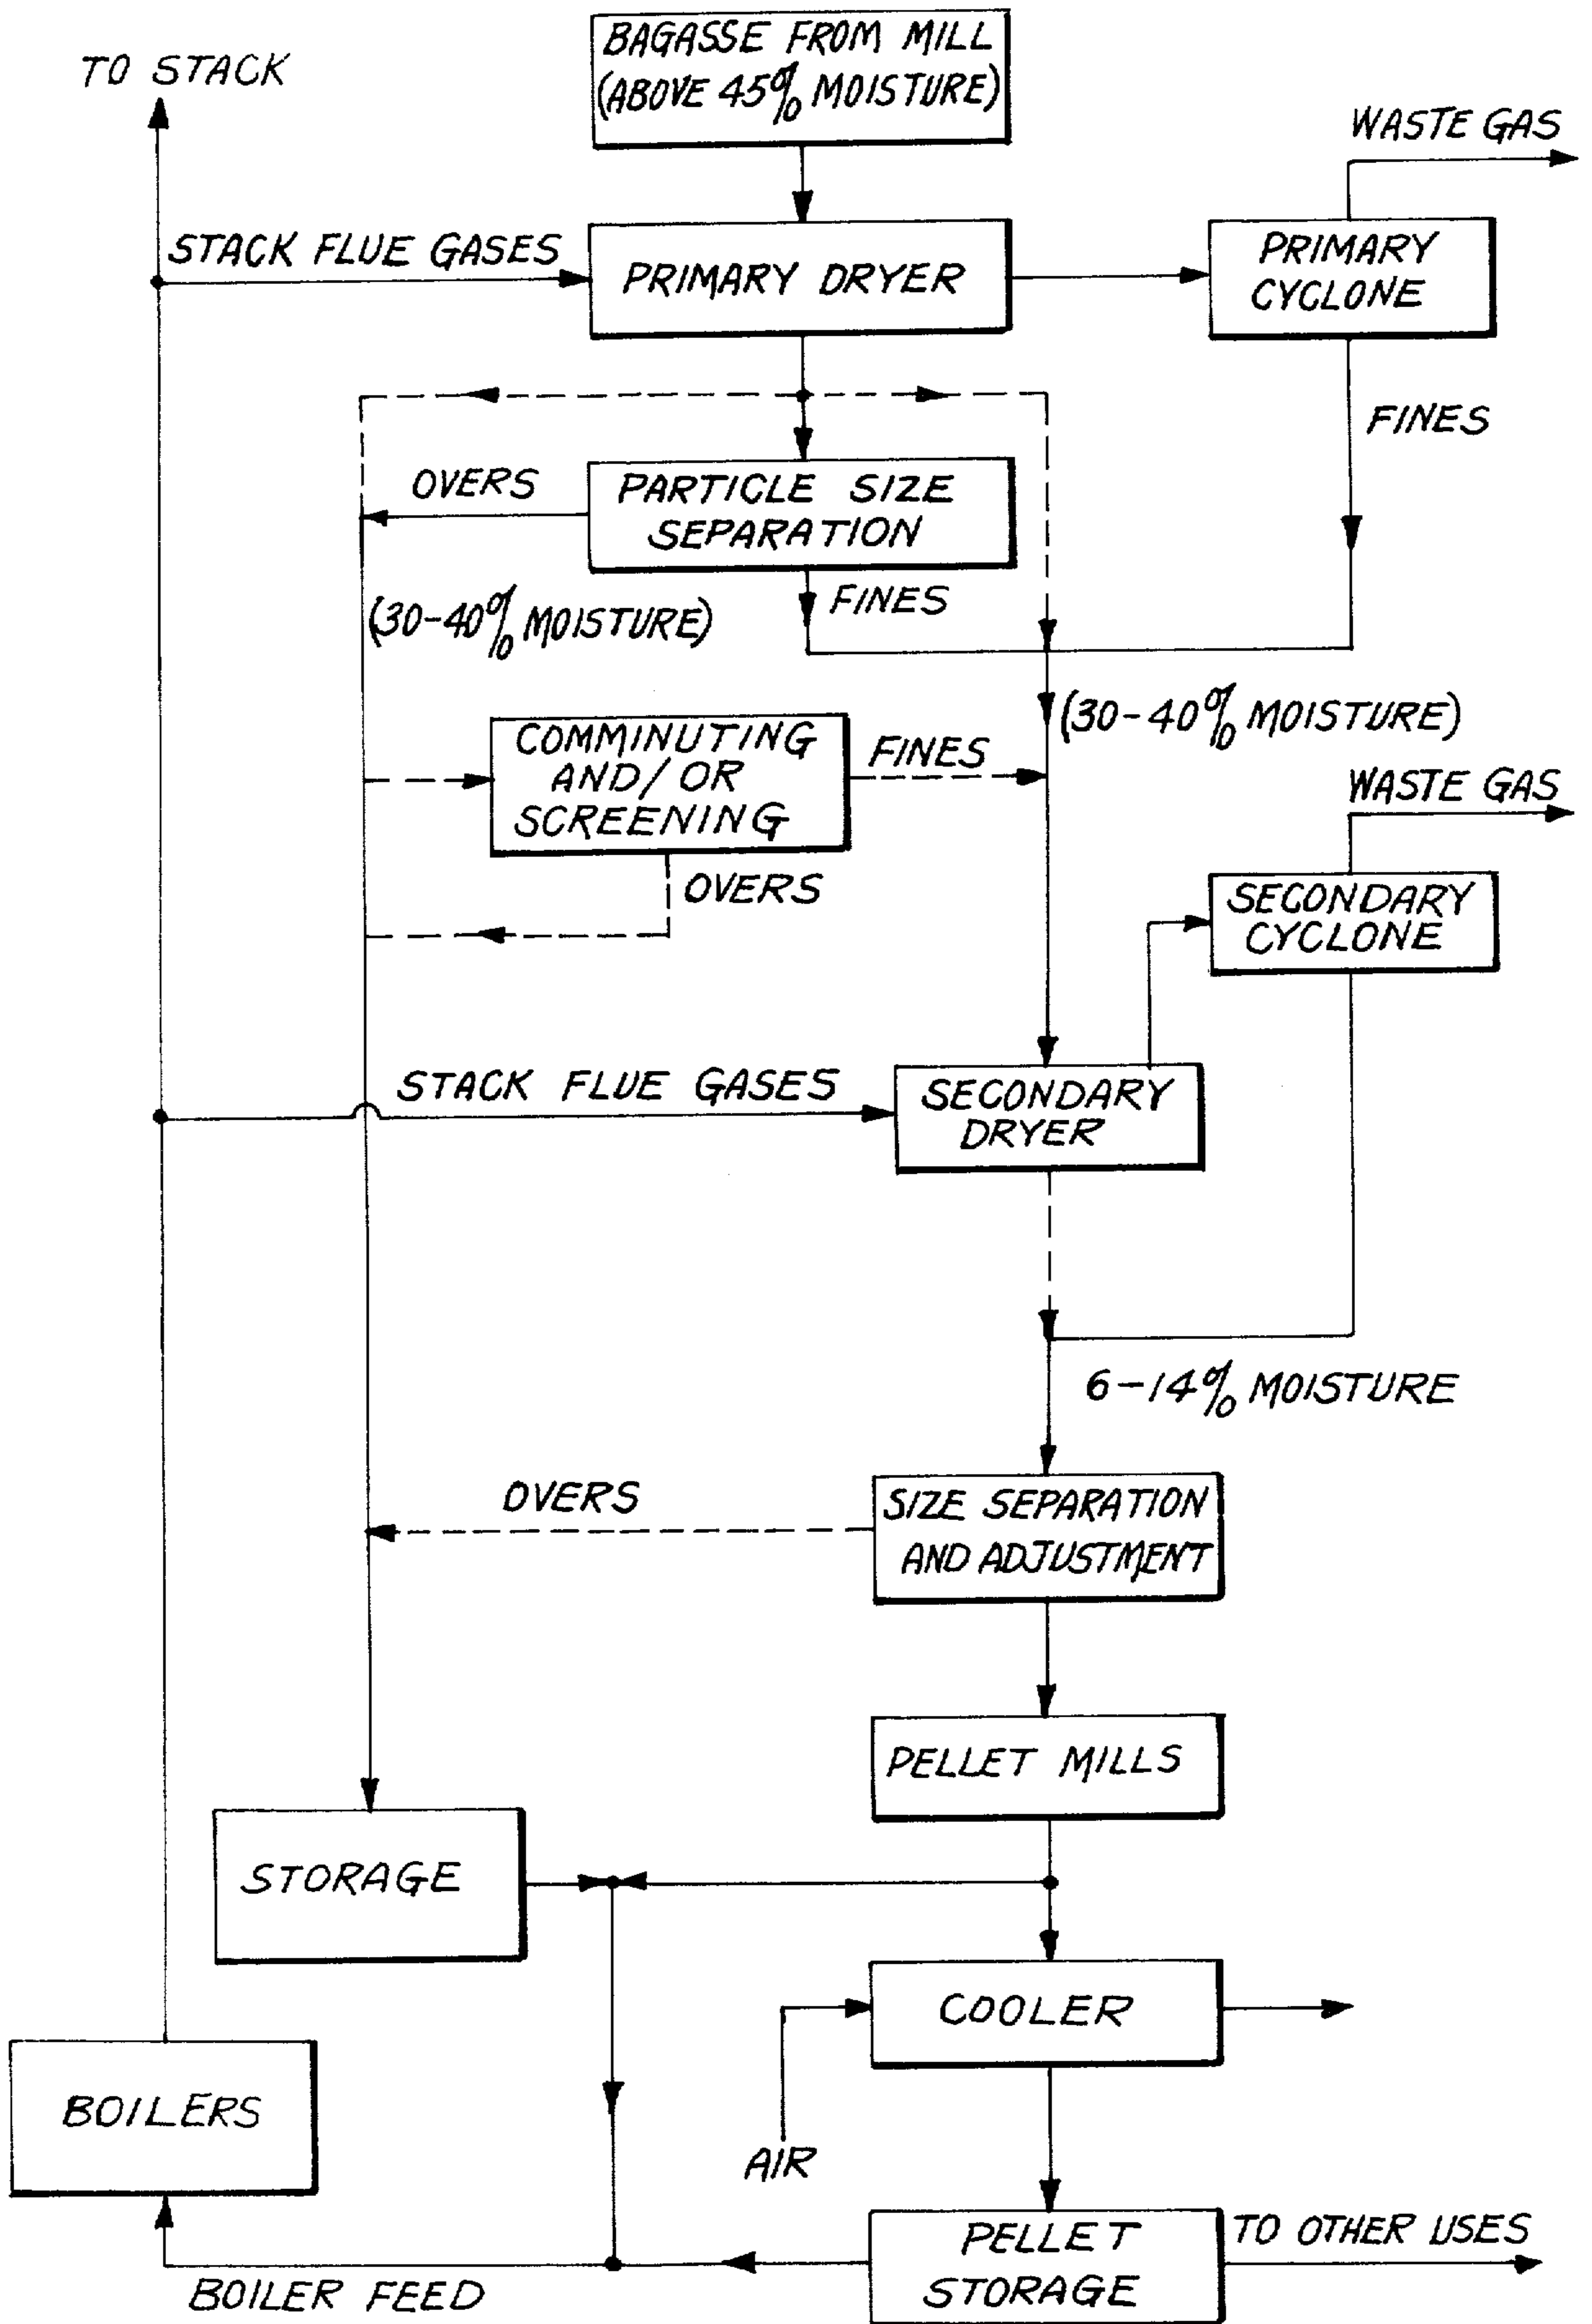 BAGASSE FROM MILL
(ABOVE 45% MOISTURE)
TO STACK
WASTE GAS
STACK FLUE GASES
PRIMARY DRYER
PRIMARY
CYCLONE
FINES
OVERS
PARTICLE SIZE
SEPARATION
(30-40% MOISTURE)
FINES
(30-40% MOISTURE)
COMMINUTING
AND/OR
SCREENING
FINES
OVERS
WASTE GAS
SECONDARY
CYCLONE
STACK FLUE GASES
SECONDARY
DRYER
6-14% MOISTURE
OVERS
SIZE SEPARATION
AND ADJUSTMENT
PELLET MILLS
STORAGE
COOLER
BOILERS
AIR
PELLET
STORAGE
TO OTHER USES
BOILER FEED